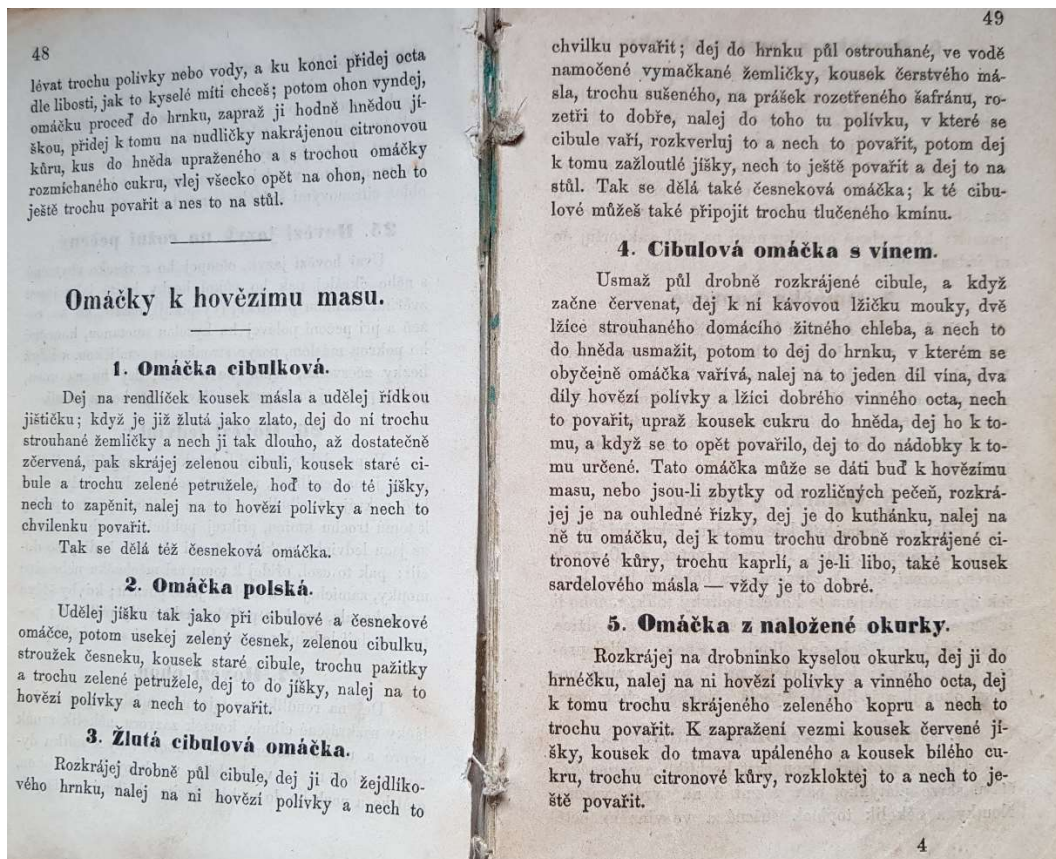 48
lévat trochu polivky nebo vody, a ku konci přidej octa
dle libosti, jak to kyselé míti chceš; potom ohon vyndej,
omáčku proceď do hrnku, zapraž ji hodně hnědou jí-
škou, přidej k tomu na nudličky nakrájenou citronovou
kůru, kus do hněda upraženého a s trochou omáčky
rozmíchaného cukru, vlej všecko opět na ohon, nech to
ještě trochu povařit a nes to na stůl.
Omáčky k hovězímu masu.
1. Omáčka cibulková.
Dej na rendlíček kousek másla a udělej řídkou
jíštičku; když je již žlutá jako zlato, dej do ní trochu
strouhané žemličky a nech ji tak dlouho, až dostatečně
zčervená, pak skrájej zelenou cibuli, kousek staré ci-
bule a trochu zelené petružele, hoď to do té jíšky,
nech to zapěnit, nalej na to hovězí polívky a nech to
chvilenku povařit.
Tak se dělá též česneková omáčka.
2. Omáčka polská.
Udělej jíšku tak jako při cibulové a česnekové
omáčce, potom usekej zelený česnek, zelenou cibulku,
stroužek česneku, kousek staré cibule, trochu pažitky
a trochu zelené petružele, dej to do jíšky, nalej na to
hovězí polívky a nech to povařit.
3. Žlutá cibulová omáčka.
Rozkrájej drobně půl cibule, dej ji do žejdlíko-
vého hrnku, nalej na ni hovězí polívky a nech to
49
chvilku povařit; dej do hrnku půl ostrouhané, ve vodě
namočené vymačkané žemličky, kousek čerstvého má-
sla, trochu sušeného, na prášek rozetřeného šafránu, ro-
zetři to dobře, nalej do toho tu polívku, v které se
cibule vaří, rozkverluj to a nech to povařit, potom dej
k tomu zažloutlé jíšky, nech to ještě povařit a dej to na
stůl. Tak se dělá také česneková omáčka; k té cibu-
lové můžeš také připojit trochu tlučeného kmínu.
4. Cibulová omáčka s vínem.
Usmaž půl drobně rozkrájené cibule, a když
začne červenat, dej k ní kávovou lžičku mouky, dvě
lžíce strouhaného domácího žitného chleba, a nech to
do hněda usmažit, potom to dej do hrnku, v kterém se
obyčejně omáčka vařívá, nalej na to jeden díl vína, dva
díly hovězí polívky a lžíci dobrého vinného octa, nech
to povařit, upraž kousek cukru do hněda, dej ho k to-
mu, a když se to opět povařilo, dej to do nádobky k to-
mu určené. Tato omáčka může se dáti buď k hovězímu
masu, nebo jsou-li zbytky od rozličných pečeň, rozkrá-
jej je na ouhledné řízky, dej je do kuthánku, nalej na
ně tu omáčku, dej k tomu trochu drobně rozkrájené ci-
tronové kůry, trochu kaprlí, a je-li libo, také kousek
sardelového másla — vždy je to dobré.
5. Omáčka z naložené okurky.
Rozkrájej na drobninko kyselou okurku, dej ji do
hrnéčku, nalej na ni hovězí polívky a vinného octa, dej
k tomu trochu skrájeného zeleného kopru a nech to
trochu povařit. K zapražení vezmi kousek červené jí-
šky, kousek do tmava upáleného a kousek bílého cu-
kru, trochu citronové kůry, rozkloktej to a nech to je-
ště povařit.
4